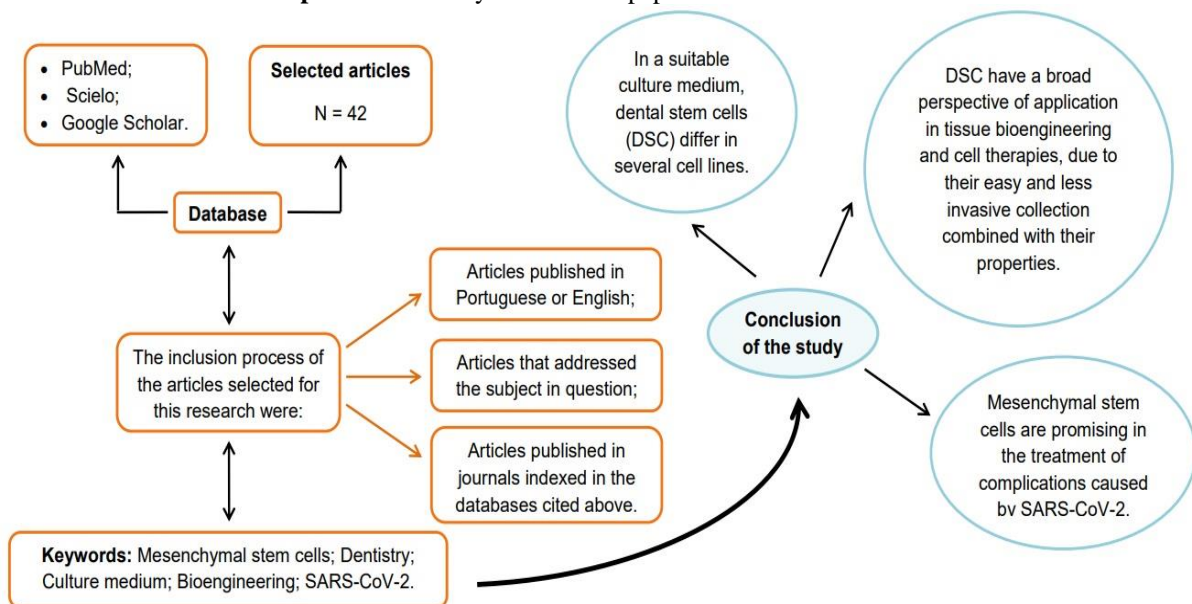 • PubMed;
• Scielo;
• Google Scholar.
Selected articles
N = 42
Database
The inclusion process of
the articles selected for
this research were:
Articles published in
Portuguese or English;
Articles that addressed
the subject in question;
Articles published in
journals indexed in the
databases cited above.
Keywords: Mesenchymal stem cells; Dentistry;
Culture medium; Bioengineering; SARS-CoV-2.
Conclusion
of the study
In a suitable
culture medium,
dental stem cells
(DSC) differ in
several cell lines.
DSC have a broad
perspective of application
in tissue bioengineering
and cell therapies, due to
their easy and less
invasive collection
combined with their
properties.
Mesenchymal stem
cells are promising in
the treatment of
complications caused
by SARS-CoV-2.